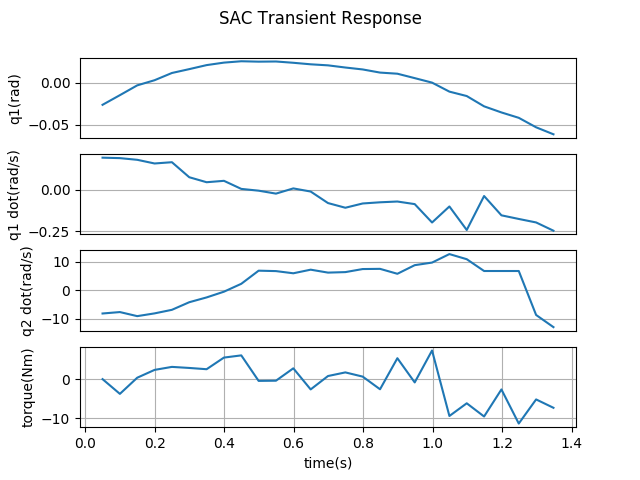 SAC Transient Response
q1(rad)
0.00
−0.05
q1 dot(rad/s)
0.00
−0.25
q2 dot(rad/s)
10
0
−10
torque(Nm)
0
−10
0.0 0.2 0.4 0.6 0.8 1.0 1.2 1.4
time(s)